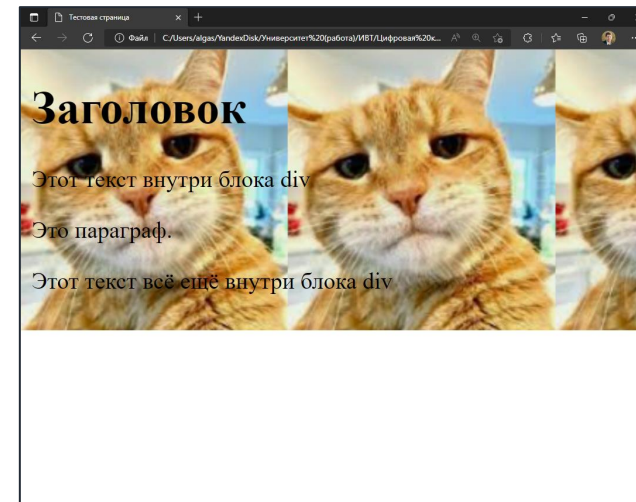 Тестовая страница
Файл C:/Users/algas/YandexDisk/Университет%20(работа)/ИВТ/Цифровая%20к...
Заголовок
Этот текст внутри блока div
Это параграф.
Этот текст всё ещё внутри блока div